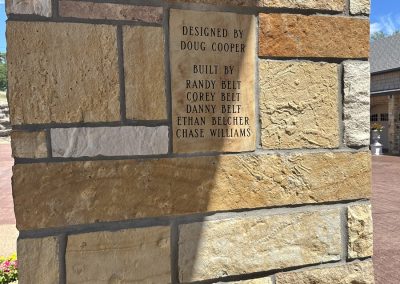 DESIGNED BY
DOUG COOPER
BUILT BY
RANDY BELT
COREY BELT
DANNY BELT
ETHAN BELCHER
CHASE WILLIAMS